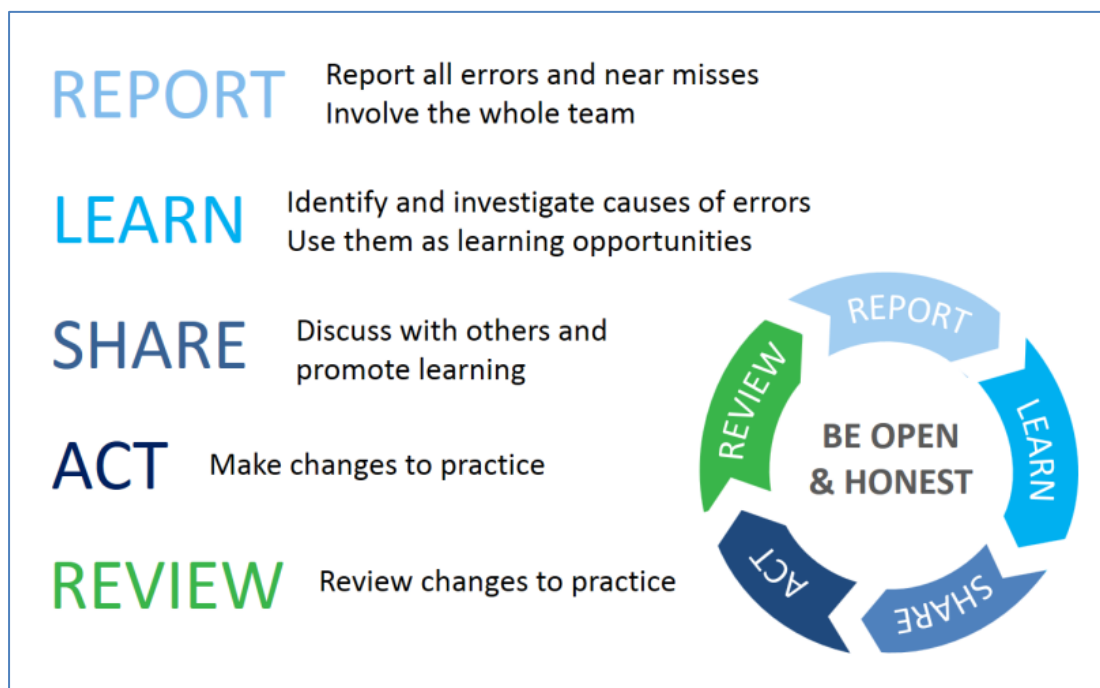 REPORT
Report all errors and near misses
Involve the whole team
LEARN
Identify and investigate causes of errors
Use them as learning opportunities
SHARE
Discuss with others and
promote learning
ACT
Make changes to practice
REVIEW
Review changes to practice
REPORT
LEARN
SHARE
ACT
REVIEW
BE OPEN
& HONEST